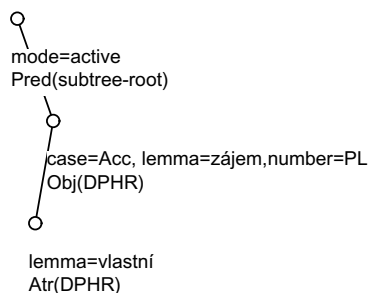 mode=active
Pred(subtree-root)
case=Acc, lemma=zájem,number=PL
Obj(DPHR)
lemma=vlastní
Atr(DPHR)